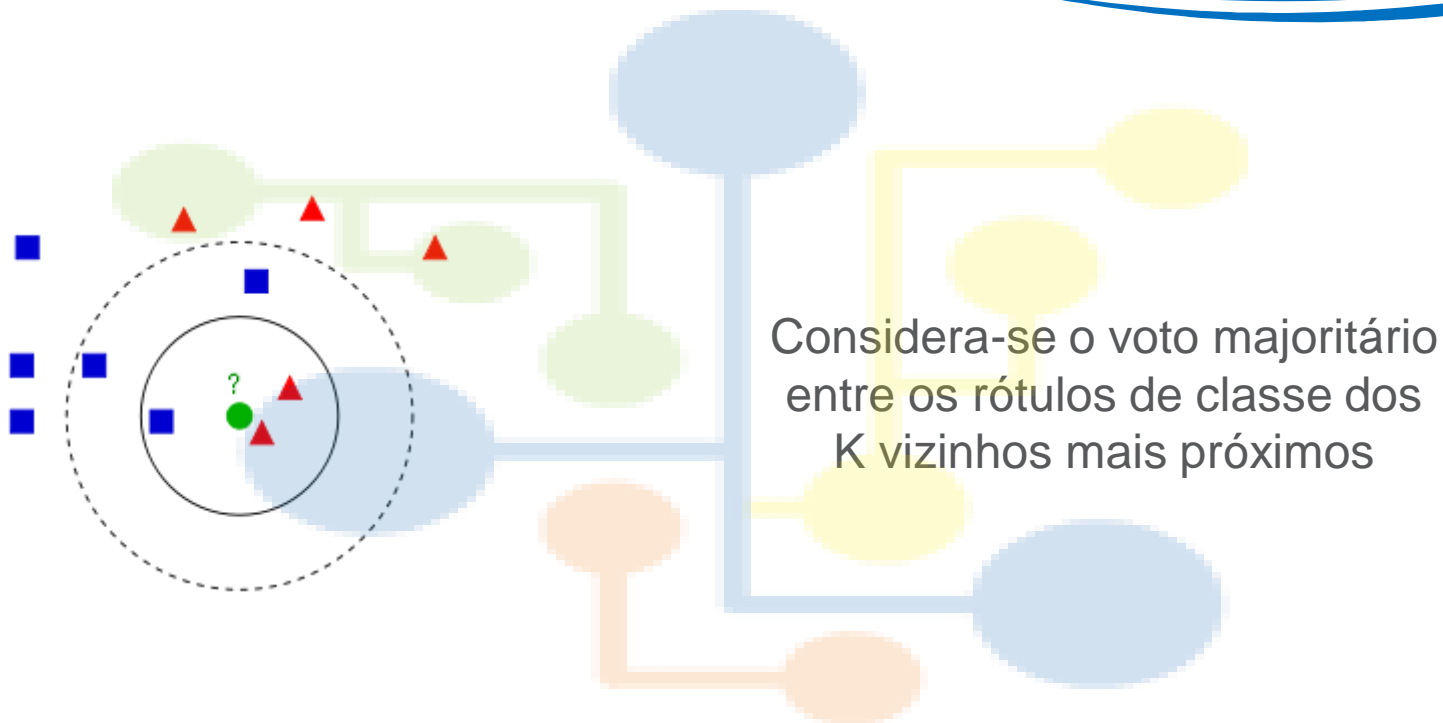 ?
Considera-se o voto majoritário
entre os rótulos de classe dos
K vizinhos mais próximos